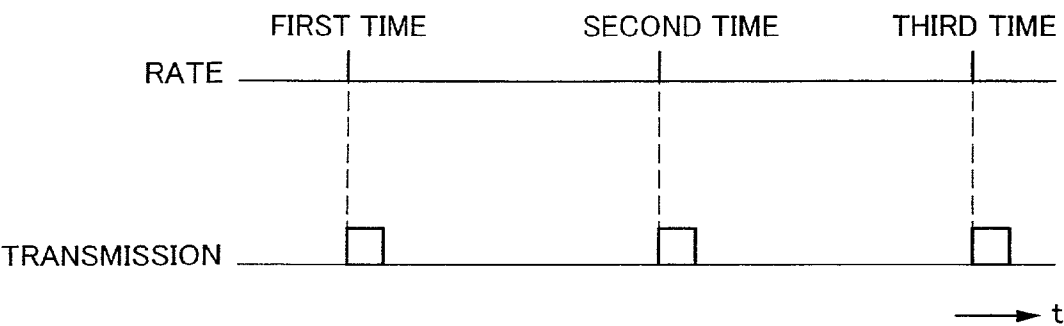 FIRST TIME SECOND TIME THIRD TIME
RATE
TRANSMISSION
t